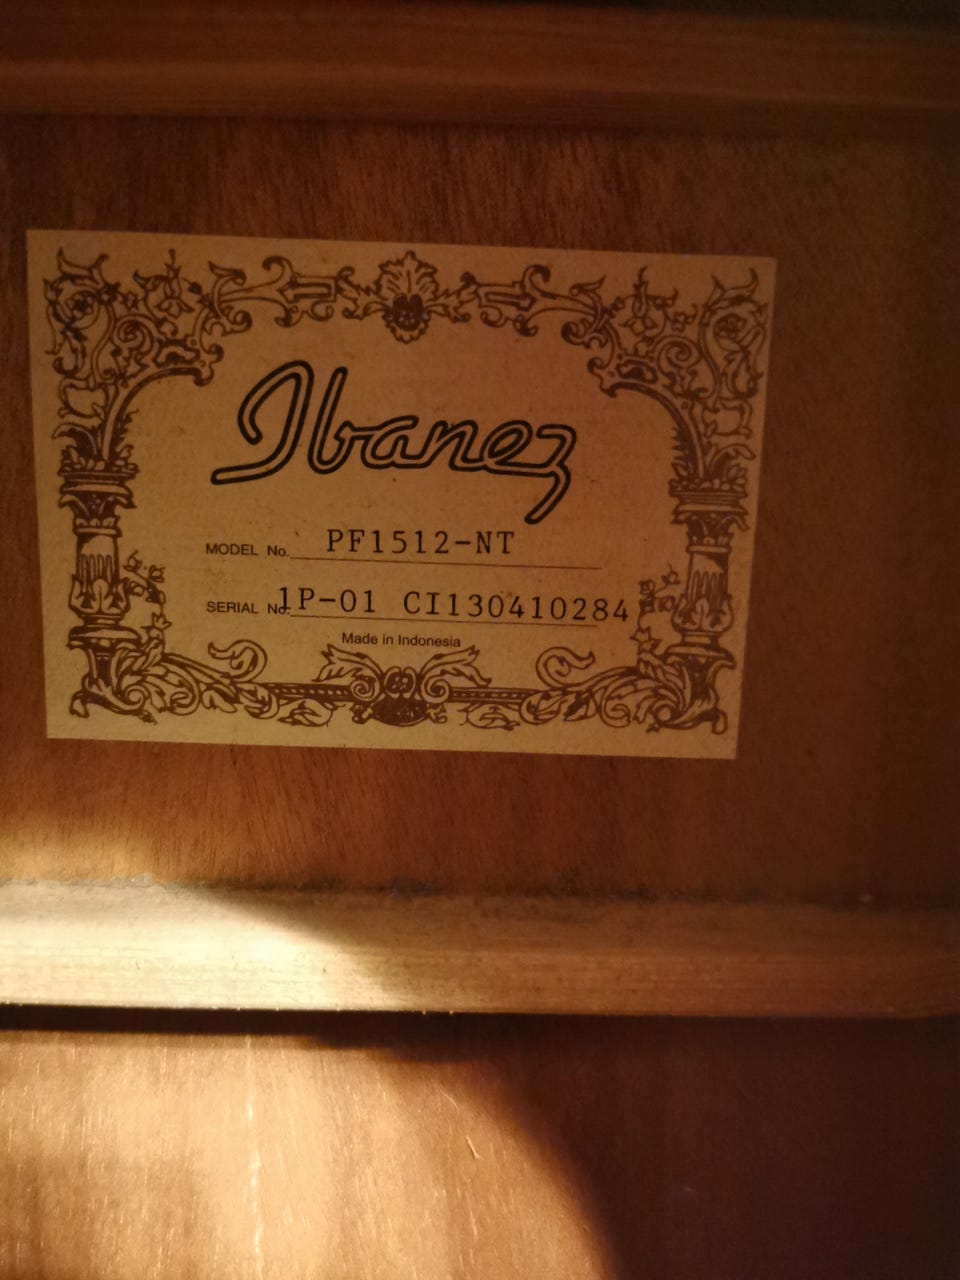 Ibanez
MODEL No. PF1512-NT
SERIAL No. 1P-01 CI130410284
Made in Indonesia